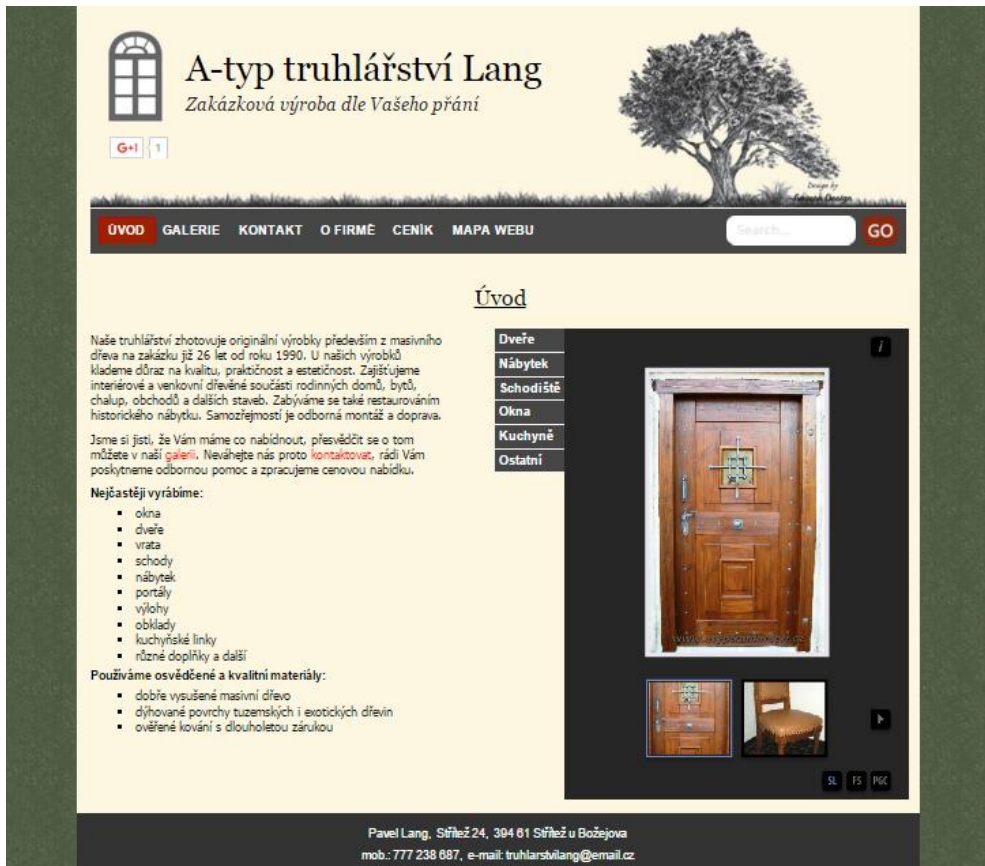 A-typ truhlářství Lang
Zakázková výroba dle Vašeho přání
G+1 1
Design by
ÚVOD GALERIE KONTAKT O FIRMĚ CENÍK MAPA WEBU Search... GO
Úvod
Naše truhlářství zhotovuje originální výrobky především z masivního
dřeva na zakázku již 26 let od roku 1990. U našich výrobků
klademe důraz na kvalitu, praktičnost a estetičnost. Zajišťujeme
interiérové a venkovní dřevěné součásti rodinných domů, bytů,
chalup, obchodů a dalších staveb. Zabýváme se také restaurováním
historického nábytku. Samozřejmostí je odborná montáž a doprava.
Jsme si jisti, že Vám máme co nabídnout, přesvědčit se o tom
můžete v naší galerii. Neváhejte nás proto kontaktovat, rádi Vám
poskytneme odbornou pomoc a zpracujeme cenovou nabídku.
Nejčastěji vyrábíme:
okna
dveře
vrata
schody
nábytek
portály
výlohy
obklady
kuchyňské linky
různé doplňky a další
Používáme osvědčené a kvalitní materiály:
dobře vysušené masivní dřevo
dýhované povrchy tuzemských i exotických dřevin
ověřené kování s dlouholetou zárukou
Dveře
Nábytek
Schodiště
Okna
Kuchyně
Ostatní
i
SL FS PGC
Pavel Lang, Střítež 24, 394 61 Střítež u Božejova
mob.: 777 238 687, e-mail: truhlarstvilang@email.cz